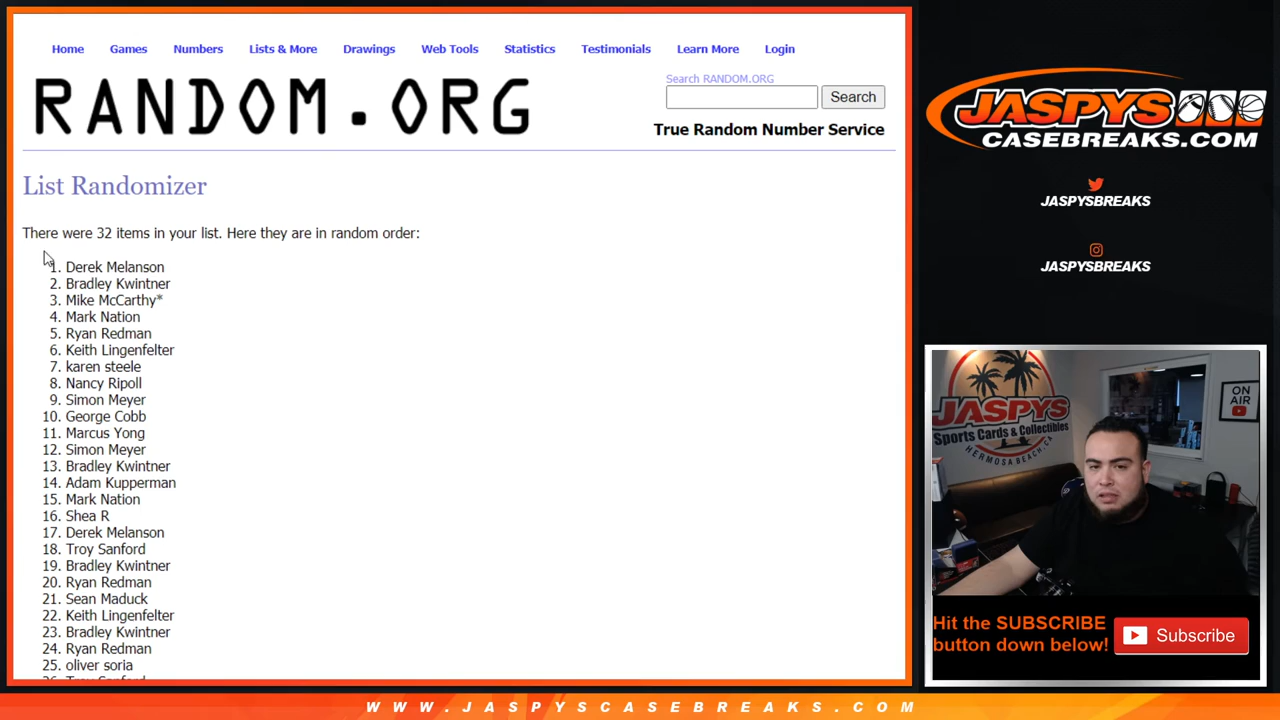 Home Games Numbers Lists & More Drawings Web Tools Statistics Testimonials Learn More Login
RANDOM.ORG
Search RANDOM.ORG
Search
True Random Number Service
List Randomizer
There were 32 items in your list. Here they are in random order:
1. Derek Melanson
2. Bradley Kwintner
3. Mike McCarthy*
4. Mark Nation
5. Ryan Redman
6. Keith Lingenfelter
7. karen steele
8. Nancy Ripoll
9. Simon Meyer
10. George Cobb
11. Marcus Yong
12. Simon Meyer
13. Bradley Kwintner
14. Adam Kupperman
15. Mark Nation
16. Shea R
17. Derek Melanson
18. Troy Sanford
19. Bradley Kwintner
20. Ryan Redman
21. Sean Maduck
22. Keith Lingenfelter
23. Bradley Kwintner
24. Ryan Redman
25. oliver soria
26. Troy Sanford
JASPYS
CASEBREAKS.COM
JASPYSBREAKS
JASPYSBREAKS
JASPYS
Sports Cards & Collectibles
HERMOSA BEACH, CA
ON
AIR
Hit the SUBSCRIBE
button down below!
Subscribe
WWW.JASPYSCASEBREAKS.COM